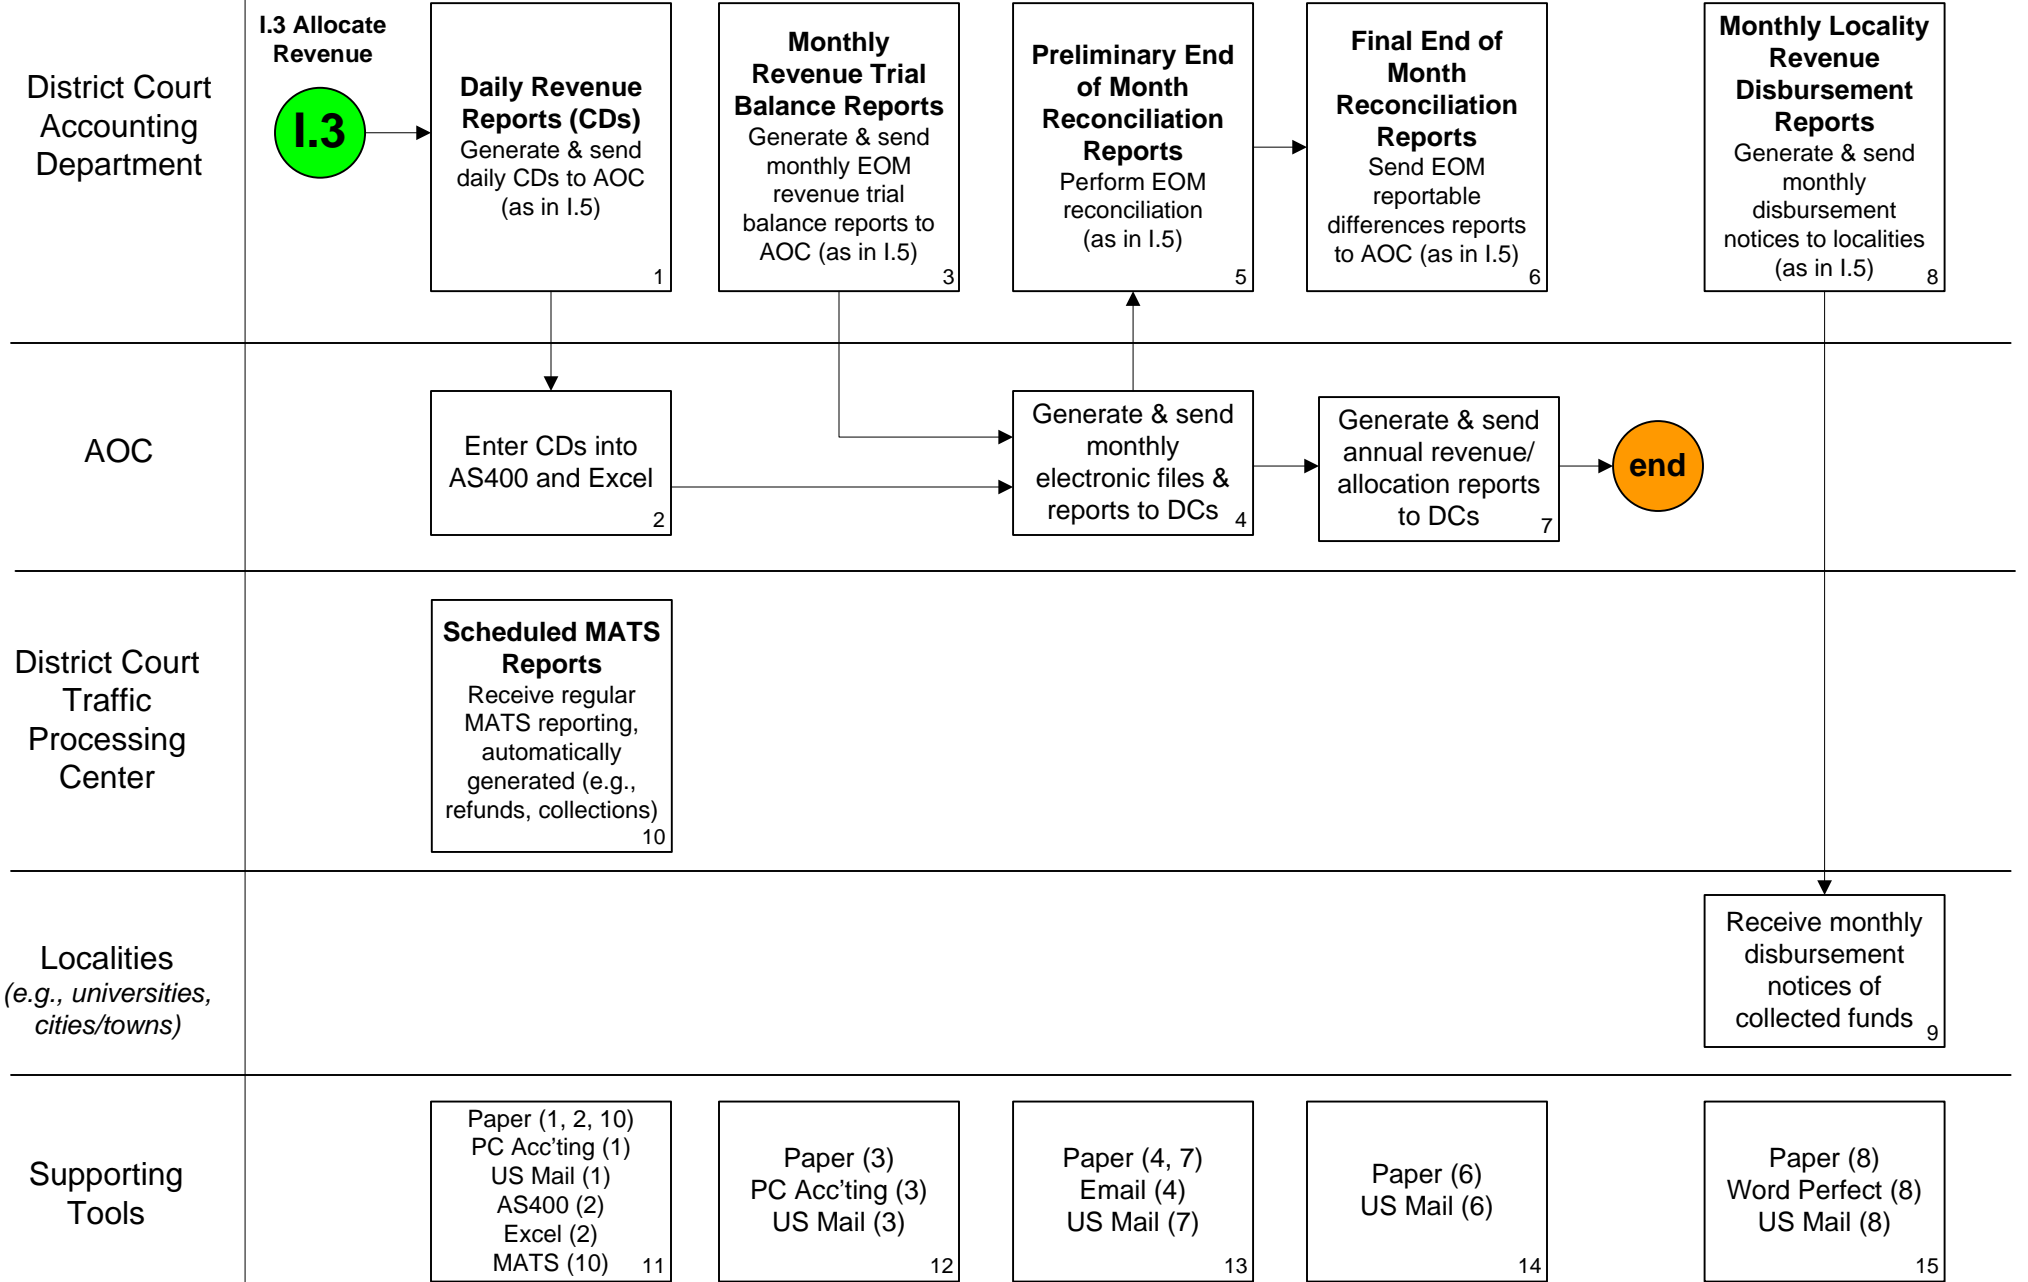 District Court
Accounting
Department
I.3 Allocate
Revenue
I.3
Daily Revenue
Reports (CDs)
Generate & send
daily CDs to AOC
(as in I.5)
1
Monthly
Revenue Trial
Balance Reports
Generate & send
monthly EOM
revenue trial
balance reports to
AOC (as in I.5)
3
Preliminary End
of Month
Reconciliation
Reports
Perform EOM
reconciliation
(as in I.5)
5
Final End of
Month
Reconciliation
Reports
Send EOM
reportable
differences reports
to AOC (as in I.5)
6
Monthly Locality
Revenue
Disbursement
Reports
Generate & send
monthly
disbursement
notices to localities
(as in I.5)
8
AOC
Enter CDs into
AS400 and Excel
2
Generate & send
monthly
electronic files &
reports to DCs
4
Generate & send
annual revenue/
allocation reports
to DCs
7
end
District Court
Traffic
Processing
Center
Scheduled MATS
Reports
Receive regular
MATS reporting,
automatically
generated (e.g.,
refunds, collections)
10
Localities
(e.g., universities,
cities/towns)
Receive monthly
disbursement
notices of
collected funds
9
Supporting
Tools
Paper (1, 2, 10)
PC Acc’ting (1)
US Mail (1)
AS400 (2)
Excel (2)
MATS (10)
11
Paper (3)
PC Acc’ting (3)
US Mail (3)
12
Paper (4, 7)
Email (4)
US Mail (7)
13
Paper (6)
US Mail (6)
14
Paper (8)
Word Perfect (8)
US Mail (8)
15